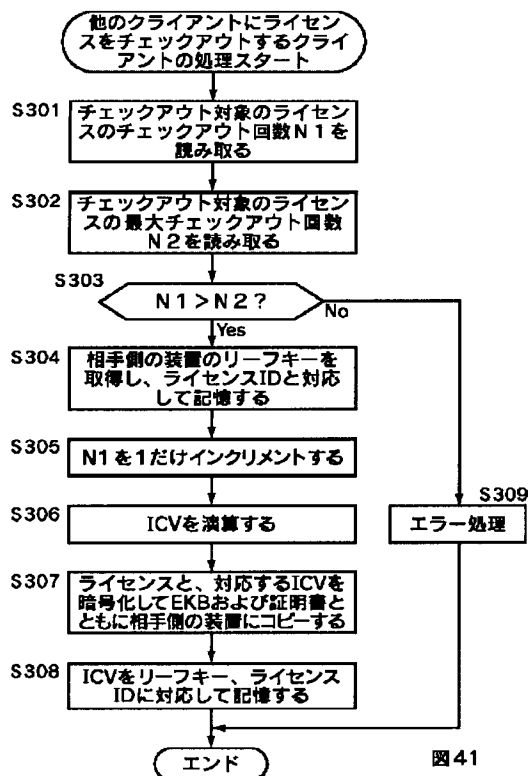 他のクライアントにライセン
スをチェックアウトするクライ
アントの処理スタート
S301
チェックアウト対象のライセン
スのチェックアウト回数N1を
読み取る
S302
チェックアウト対象のライセン
スの最大チェックアウト回数
N2を読み取る
S303
N1>N2?
No
Yes
S304
相手側の装置のリーフキーを
取得し、ライセンスIDと対応
して記憶する
S305
N1を1だけインクリメントする
S309
エラー処理
S306
ICVを演算する
S307
ライセンスと、対応するICVを
暗号化してEKBおよび証明書と
ともに相手側の装置にコピーする
S308
ICVをリーフキー、ライセンス
IDに対応して記憶する
エンド
図41